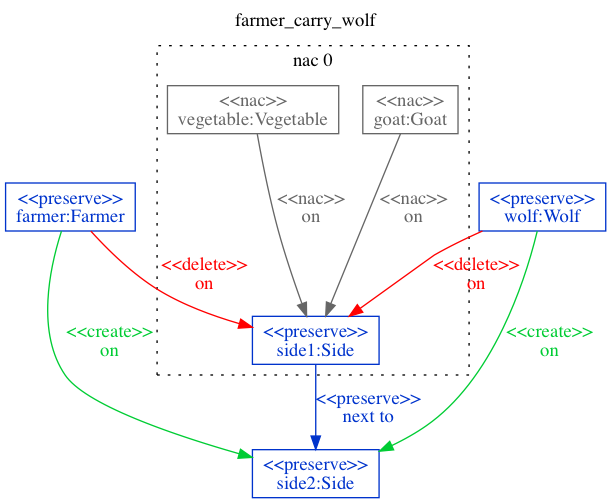 farmer_carry_wolf
nac 0
<<nac>>
vegetable:Vegetable
<<nac>>
goat:Goat
<<preserve>>
farmer:Farmer
<<nac>>
on
<<nac>>
on
<<preserve>>
wolf:Wolf
<<delete>>
on
<<delete>>
on
<<create>>
on
<<preserve>>
side1:Side
<<create>>
on
<<preserve>>
next to
<<preserve>>
side2:Side